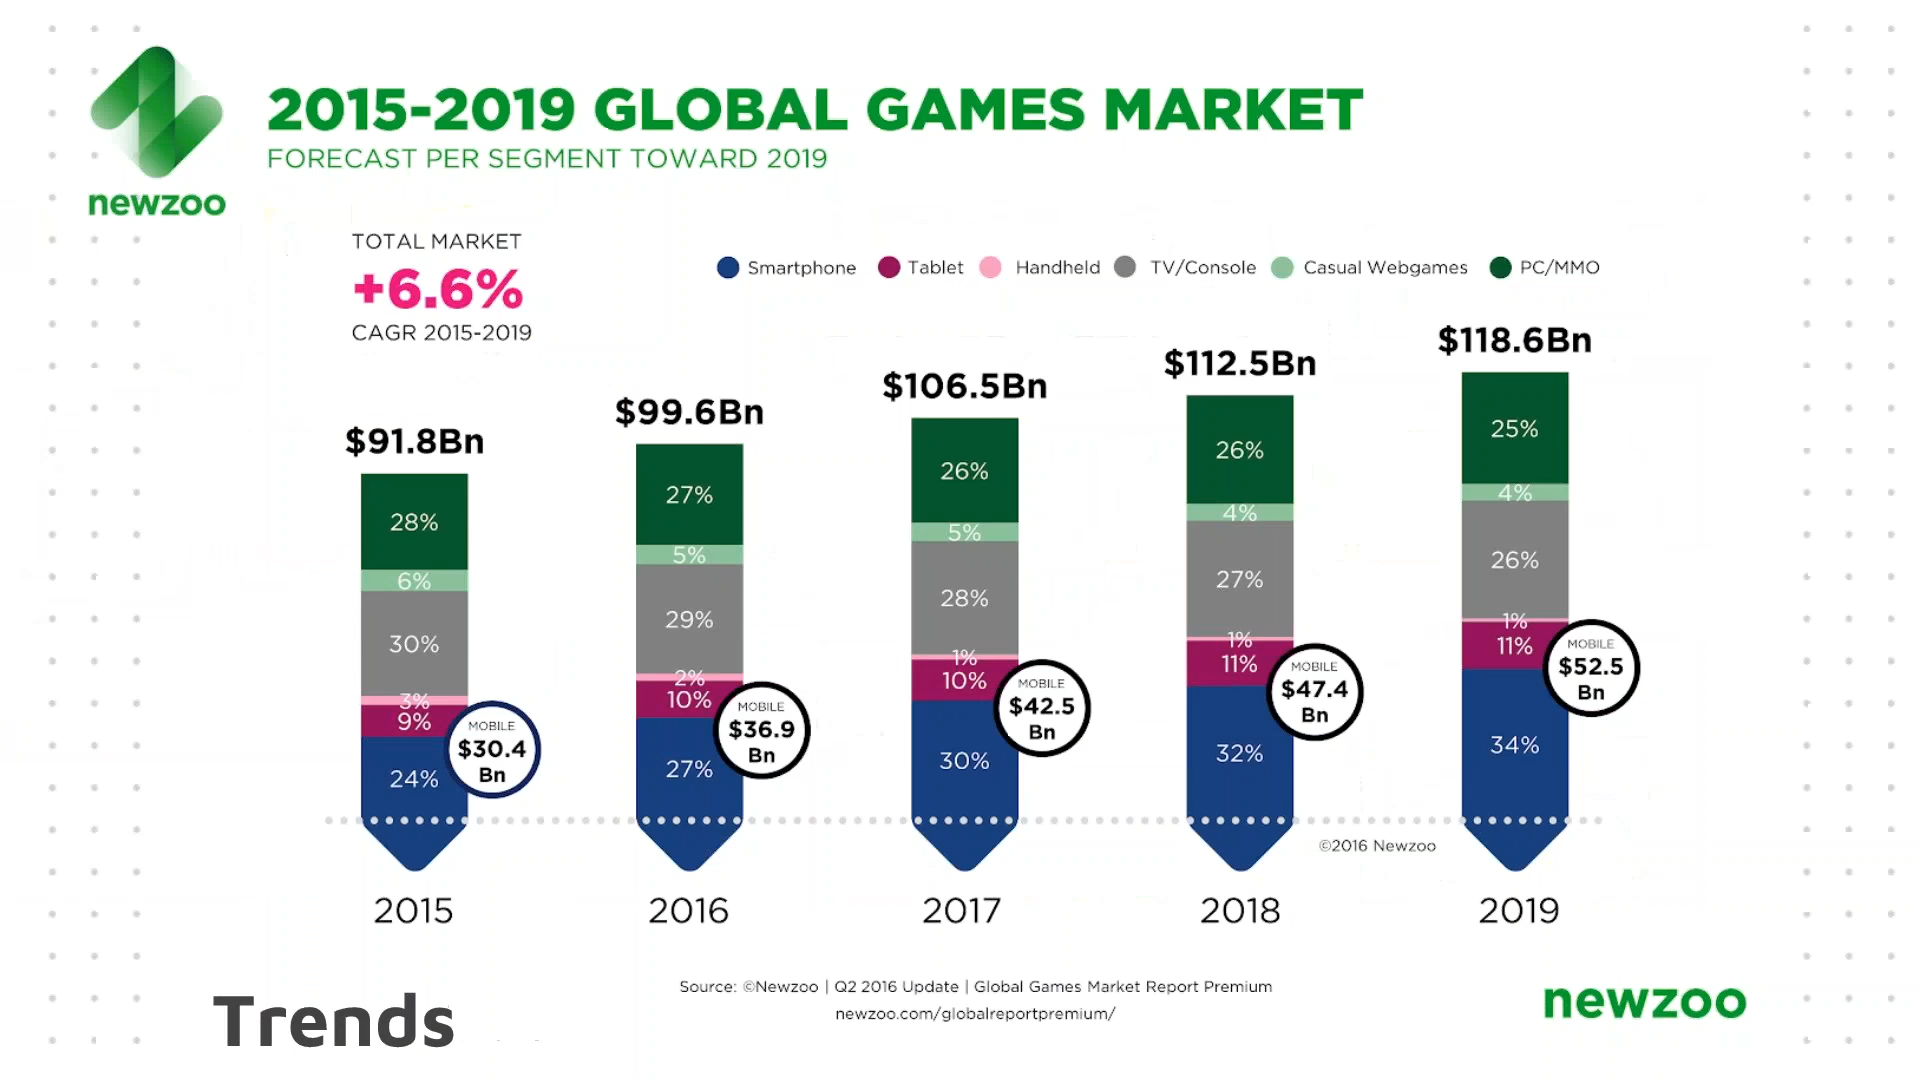 newzoo
2015-2019 GLOBAL GAMES MARKET
FORECAST PER SEGMENT TOWARD 2019
TOTAL MARKET
+6.6%
CAGR 2015-2019
Smartphone Tablet Handheld TV/Console Casual Webgames PC/MMO
$91.8Bn
28%
6%
30%
3%
9%
24%
MOBILE
$30.4
Bn
2015
$99.6Bn
27%
5%
29%
2%
10%
27%
MOBILE
$36.9
Bn
2016
$106.5Bn
26%
5%
28%
1%
10%
30%
MOBILE
$42.5
Bn
2017
$112.5Bn
26%
4%
27%
1%
11%
32%
MOBILE
$47.4
Bn
2018
$118.6Bn
25%
4%
26%
1%
11%
34%
MOBILE
$52.5
Bn
2019
©2016 Newzoo
Trends
Source: ©Newzoo | Q2 2016 Update | Global Games Market Report Premium
newzoo.com/globalreportpremium/
newzoo